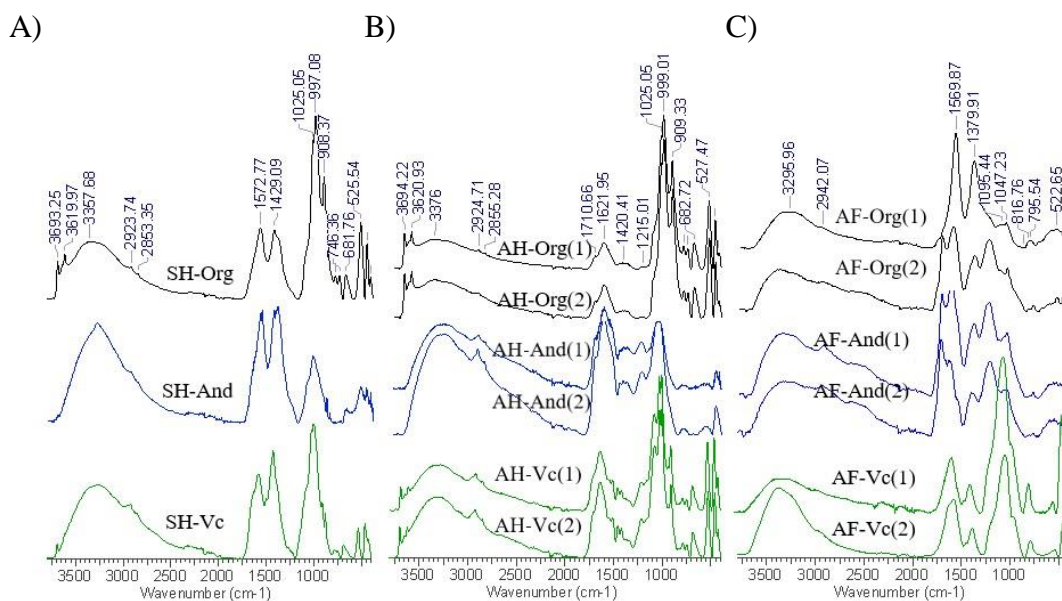 A)
B)
C)
3693.25
3619.97
3357.68
2923.74
2853.35
1572.77
1429.09
1025.05
997.08
908.37
746.36
681.76
525.54
SH-Org
SH-And
SH-Vc
3500 3000 2500 2000 1500 1000
Wavenumber (cm-1)
3694.22
3620.93
3376
2924.71
2855.28
1710.66
1621.95
1420.41
1215.01
1025.05
999.01
909.33
682.72
527.47
AH-Org(1)
AH-Org(2)
AH-And(1)
AH-And(2)
AH-Vc(1)
AH-Vc(2)
3500 3000 2500 2000 1500 1000
Wavenumber (cm-1)
3295.96
2942.07
1569.87
1379.91
1095.44
1047.23
816.76
795.54
522.65
AF-Org(1)
AF-Org(2)
AF-And(1)
AF-And(2)
AF-Vc(1)
AF-Vc(2)
3500 3000 2500 2000 1500 1000
Wavenumber (cm-1)